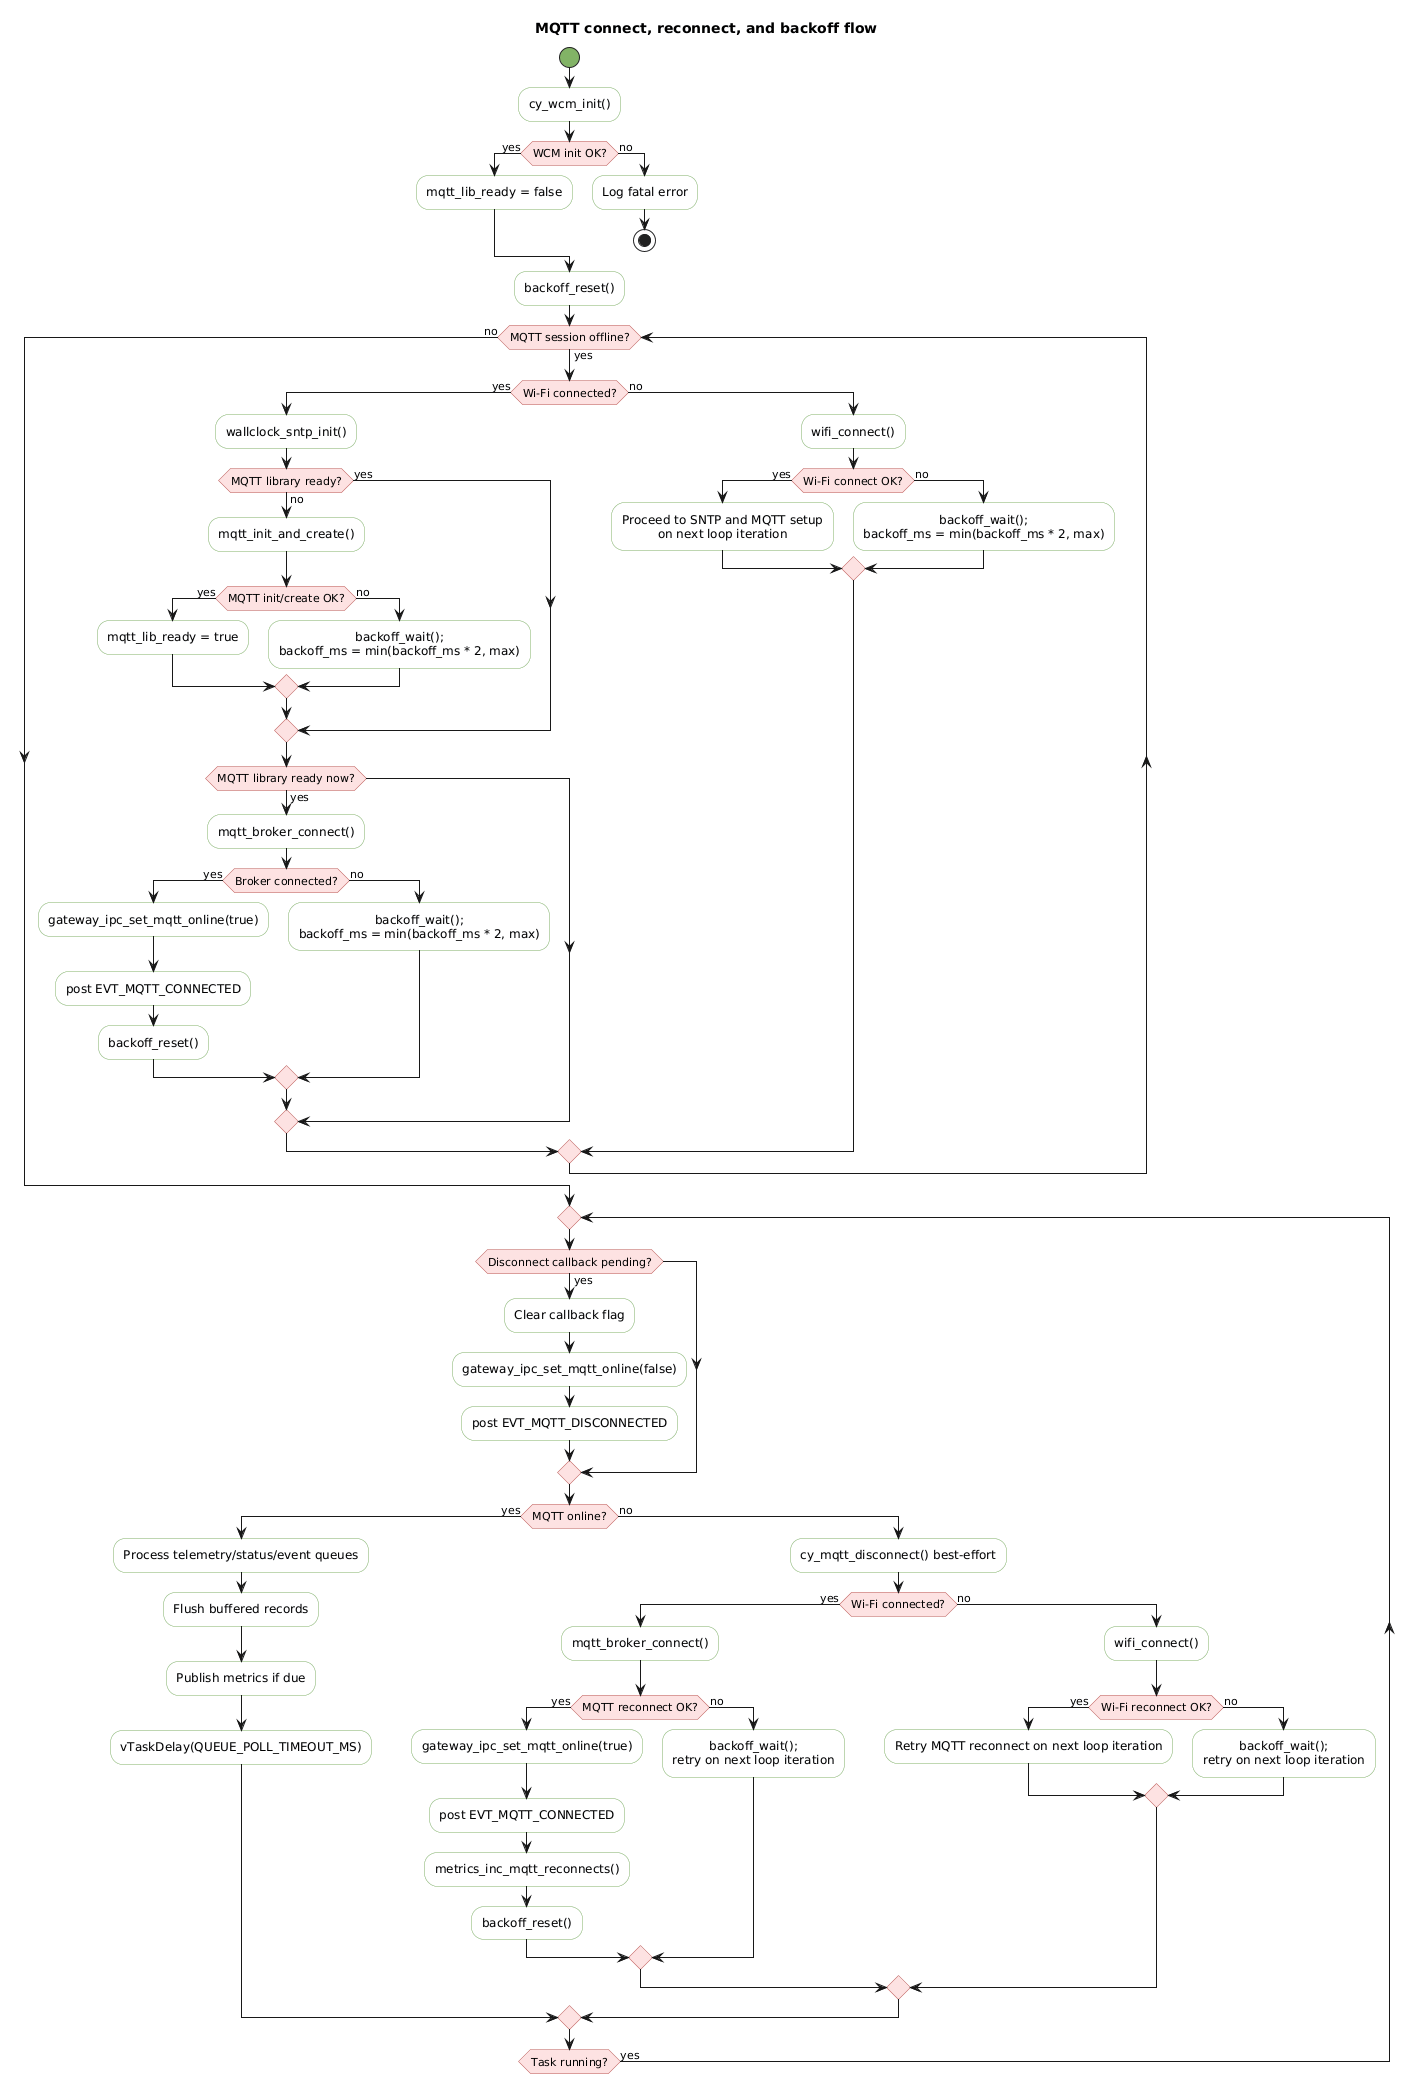 MQTT connect, reconnect, and backoff flow
cy_wcm_init()
yes
WCM init OK?
no
mqtt_lib_ready = false
Log fatal error
backoff_reset()
no
MQTT session offline?
yes
yes
Wi-Fi connected?
no
wallclock_sntp_init()
wifi_connect()
MQTT library ready?
yes
yes
Wi-Fi connect OK?
no
no
mqtt_init_and_create()
Proceed to SNTP and MQTT setup
on next loop iteration
backoff_wait();
backoff_ms = min(backoff_ms * 2, max)
yes
MQTT init/create OK?
no
mqtt_lib_ready = true
backoff_wait();
backoff_ms = min(backoff_ms * 2, max)
MQTT library ready now?
yes
mqtt_broker_connect()
yes
Broker connected?
no
gateway_ipc_set_mqtt_online(true)
backoff_wait();
backoff_ms = min(backoff_ms * 2, max)
post EVT_MQTT_CONNECTED
backoff_reset()
Disconnect callback pending?
yes
Clear callback flag
gateway_ipc_set_mqtt_online(false)
post EVT_MQTT_DISCONNECTED
yes
MQTT online?
no
Process telemetry/status/event queues
cy_mqtt_disconnect() best-effort
Flush buffered records
yes
Wi-Fi connected?
no
mqtt_broker_connect()
wifi_connect()
Publish metrics if due
yes
MQTT reconnect OK?
no
yes
Wi-Fi reconnect OK?
no
vTaskDelay(QUEUE_POLL_TIMEOUT_MS)
gateway_ipc_set_mqtt_online(true)
backoff_wait();
retry on next loop iteration
Retry MQTT reconnect on next loop iteration
backoff_wait();
retry on next loop iteration
post EVT_MQTT_CONNECTED
metrics_inc_mqtt_reconnects()
backoff_reset()
Task running?
yes